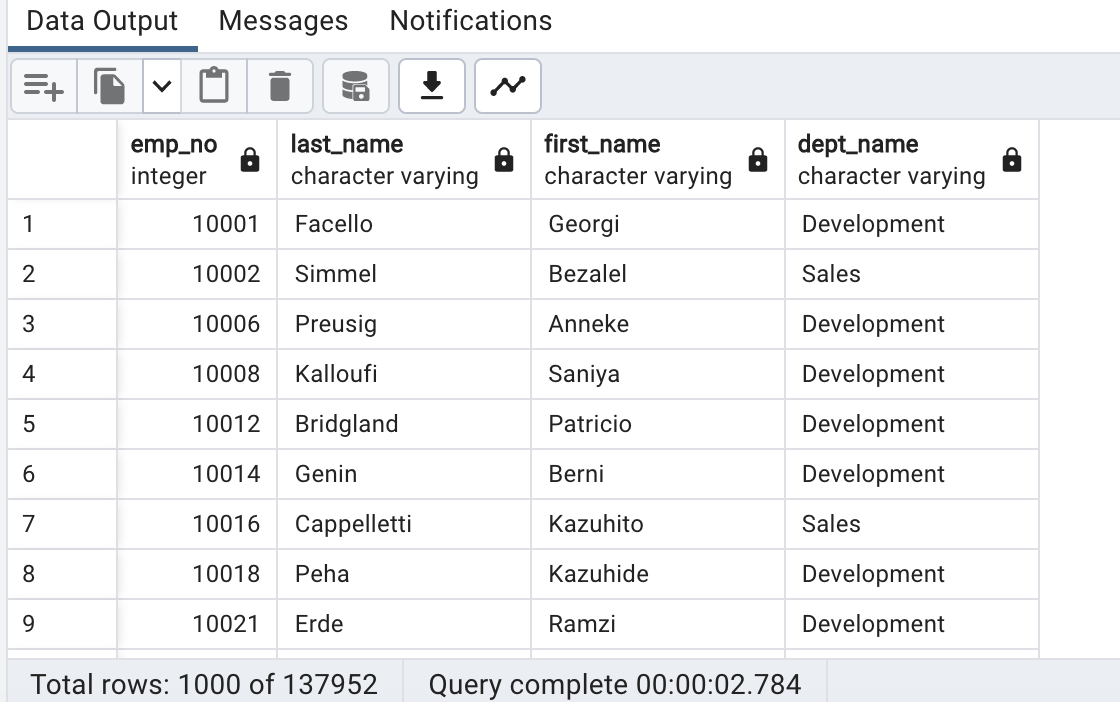 Data Output Messages Notifications
emp_no last_name first_name dept_name
integer character varying character varying character varying
1 10001 Facello Georgi Development
2 10002 Simmel Bezalel Sales
3 10006 Preusig Anneke Development
4 10008 Kalloufi Saniya Development
5 10012 Bridgland Patricio Development
6 10014 Genin Berni Development
7 10016 Cappelletti Kazuhito Sales
8 10018 Peha Kazuhide Development
9 10021 Erde Ramzi Development
Total rows: 1000 of 137952 Query complete 00:00:02.784